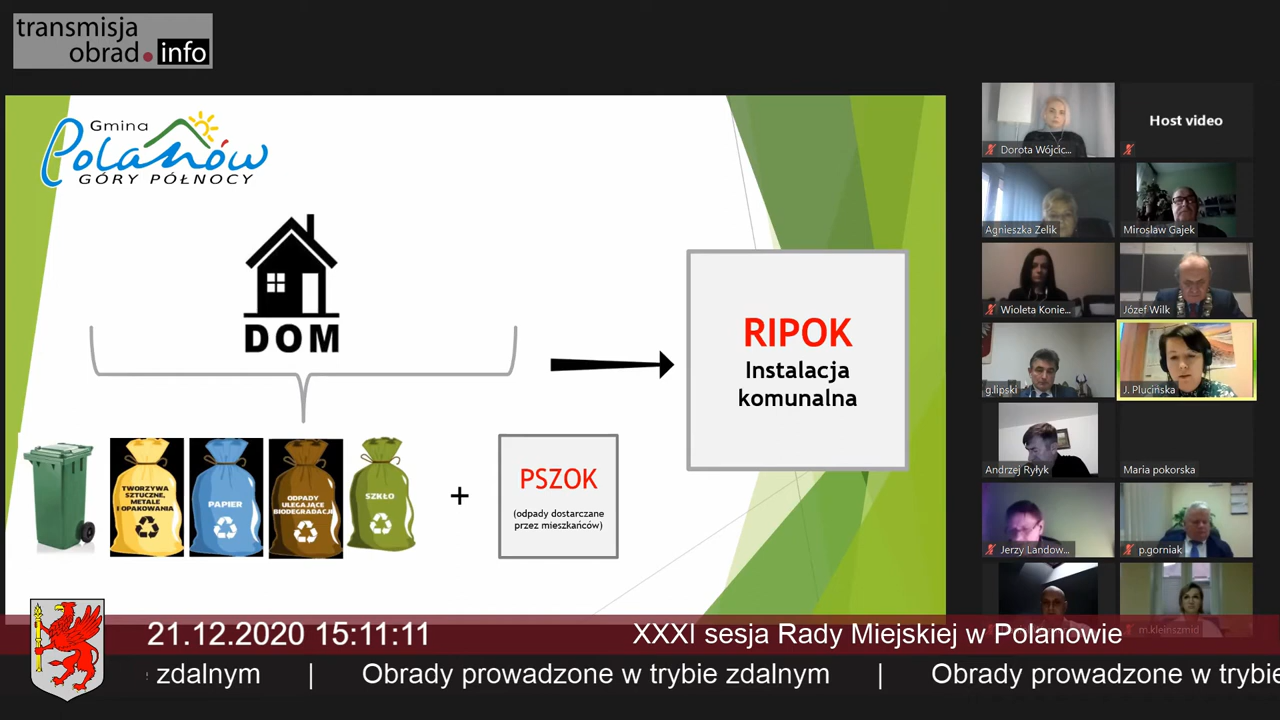 transmisja
obrad.info
Gmina
Polanów
GÓRY PÓŁNOCY
DOM
RIPOK
Instalacja
komunalna
TWORZYWA
SZTUCZNE,
METALE
I OPAKOWANIA
PAPIER
ODPADY
ULEGAJĄCE
BIODEGRADACJI
SZKŁO
+
PSZOK
(odpady dostarczane
przez mieszkańców)
Dorota Wójcic...
Host video
Agnieszka Zelik
Mirosław Gajek
Wioleta Konie...
Józef Wilk
g.lipski
J. Plucińska
Andrzej Ryłyk
Maria pokorska
Jerzy Landow...
p.gorniak
m.kleinszmid
21.12.2020 15:11:11
XXXI sesja Rady Miejskiej w Polanowie
zdalnym | Obrady prowadzone w trybie zdalnym | Obrady prowadzone w trybie